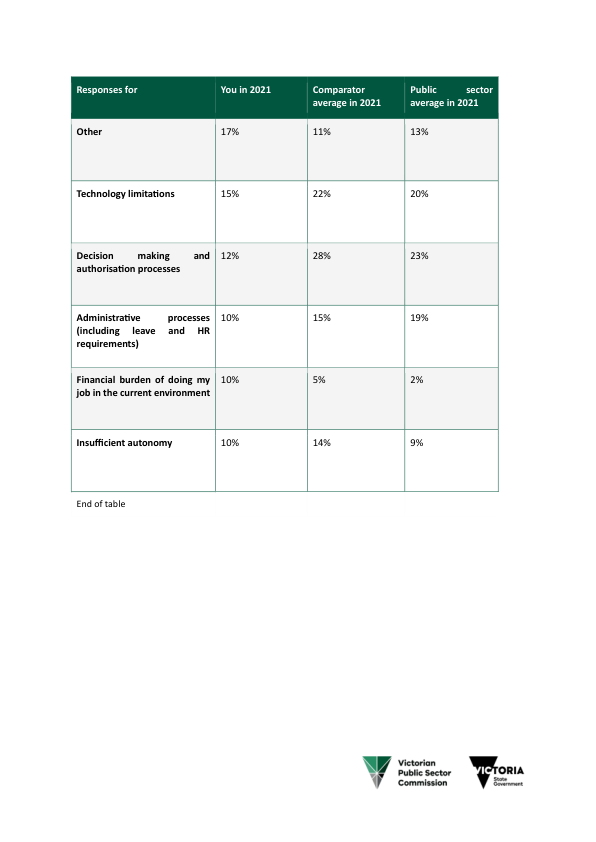 Responses for You in 2021 Comparator Public sector
average in 2021 average in 2021
Other 17% 11% 13%
Technology limitations 15% 22% 20%
Decision making and 12% 28% 23%
authorisation processes
Administrative processes 10% 15% 19%
(including leave and HR
requirements)
Financial burden of doing my 10% 5% 2%
job in the current environment
Insufficient autonomy 10% 14% 9%
End of table
Victorian
Public Sector
Commission
VICTORIA
State
Government